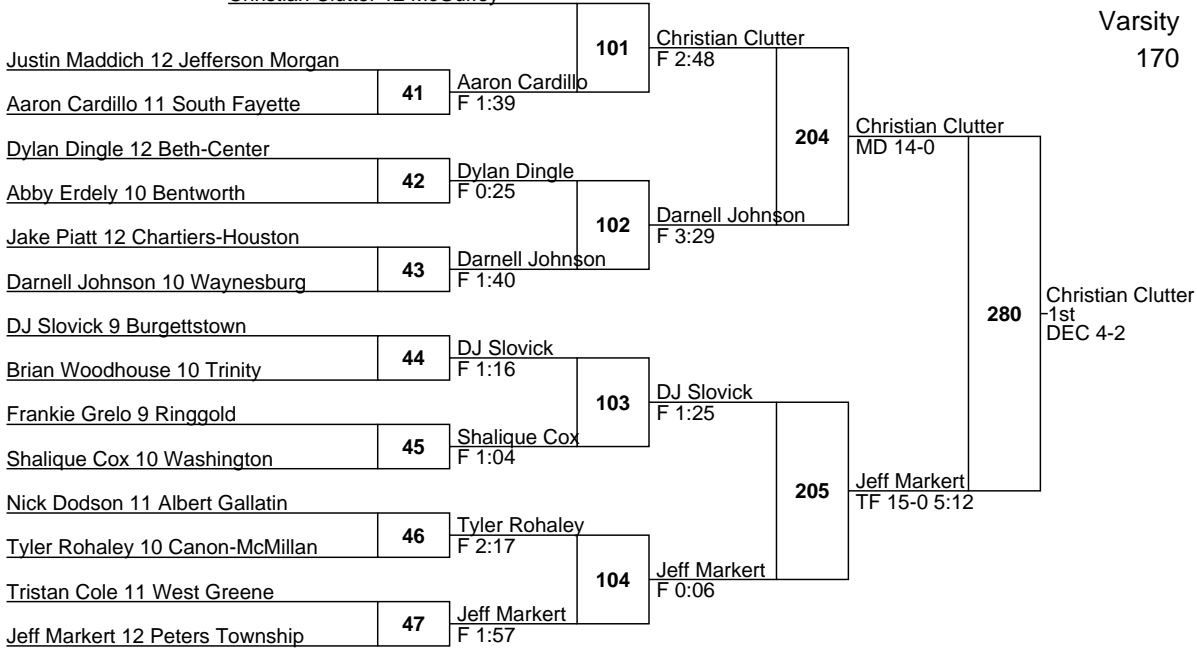 Christian Clutter 12 McGuffey
Varsity
170
101
Christian Clutter
F 2:48
Justin Maddich 12 Jefferson Morgan
41
Aaron Cardillo
F 1:39
Aaron Cardillo 11 South Fayette
204
Christian Clutter
MD 14-0
Dylan Dingle 12 Beth-Center
42
Dylan Dingle
F 0:25
Abby Erdely 10 Bentworth
102
Darnell Johnson
F 3:29
Jake Piatt 12 Chartiers-Houston
43
Darnell Johnson
F 1:40
Darnell Johnson 10 Waynesburg
280
Christian Clutter
1st
DEC 4-2
DJ Slovick 9 Burgettstown
44
DJ Slovick
F 1:16
Brian Woodhouse 10 Trinity
103
DJ Slovick
F 1:25
Frankie Grelo 9 Ringgold
45
Shalique Cox
F 1:04
Shalique Cox 10 Washington
205
Jeff Markert
TF 15-0 5:12
Nick Dodson 11 Albert Gallatin
46
Tyler Rohaley
F 2:17
Tyler Rohaley 10 Canon-McMillan
104
Jeff Markert
F 0:06
Tristan Cole 11 West Greene
47
Jeff Markert
F 1:57
Jeff Markert 12 Peters Township